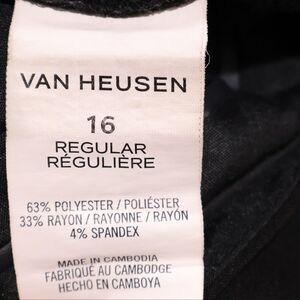 VAN HEUSEN
16
REGULAR
RÉGULIÈRE
63% POLYESTER / POLIÉSTER
33% RAYON / RAYONNE / RAYÓN
4% SPANDEX
MADE IN CAMBODIA
FABRIQUÉ AU CAMBODGE
HECHO EN CAMBOYA